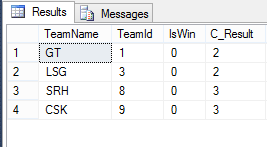 Results Messages
TeamName TeamId IsWin C_Result
1 GT 1 0 2
2 LSG 3 0 2
3 SRH 8 0 3
4 CSK 9 0 3